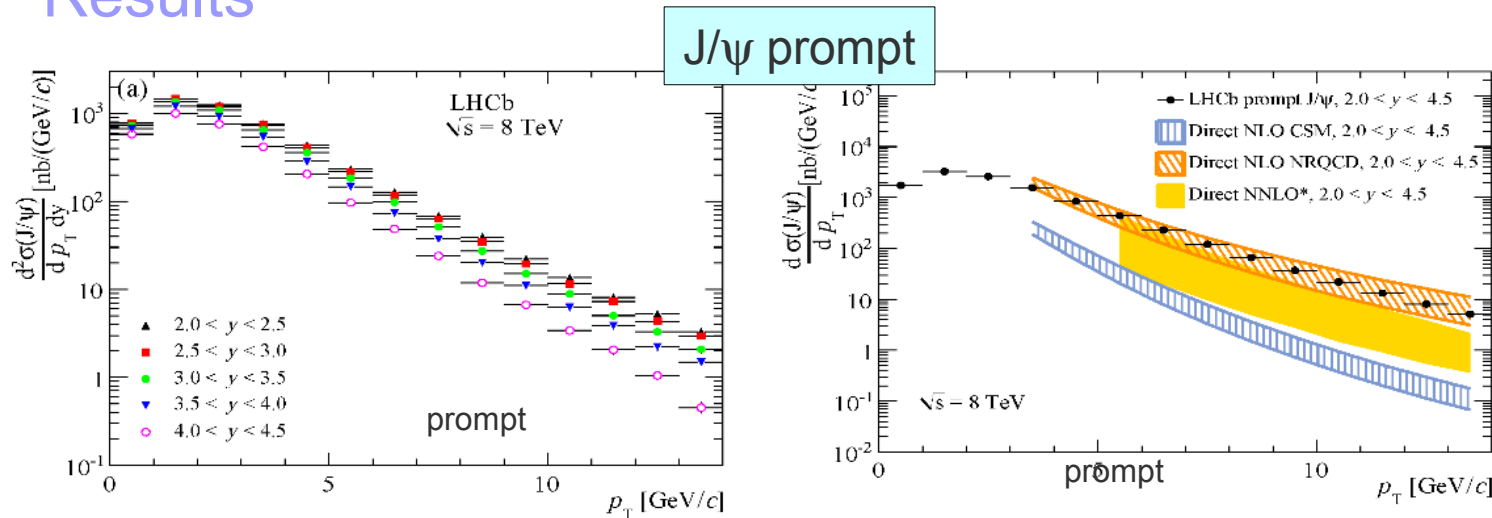 Results
J/ψ prompt
(a)
LHCb
√s = 8 TeV
d²σ(J/ψ)/d p_T dy [nb/(GeV/c)]
10³
10²
10
1
10⁻¹
2.0 < y < 2.5
2.5 < y < 3.0
3.0 < y < 3.5
3.5 < y < 4.0
4.0 < y < 4.5
prompt
0
5
10
p_T [GeV/c]
d σ(J/ψ)/d p_T [nb/(GeV/c)]
10⁵
10⁴
10³
10²
10
1
10⁻¹
10⁻²
LHCb prompt J/ψ, 2.0 < y < 4.5
Direct NLO CSM, 2.0 < y < 4.5
Direct NLO NRQCD, 2.0 < y < 4.5
Direct NNLO*, 2.0 < y < 4.5
√s = 8 TeV
0
5
10
prompt
p_T [GeV/c]